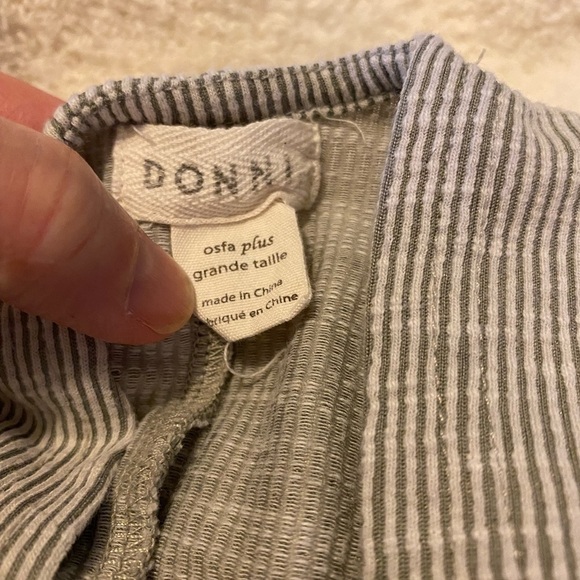 DONNI
osfa plus
grande taille
made in China
briqué en Chine